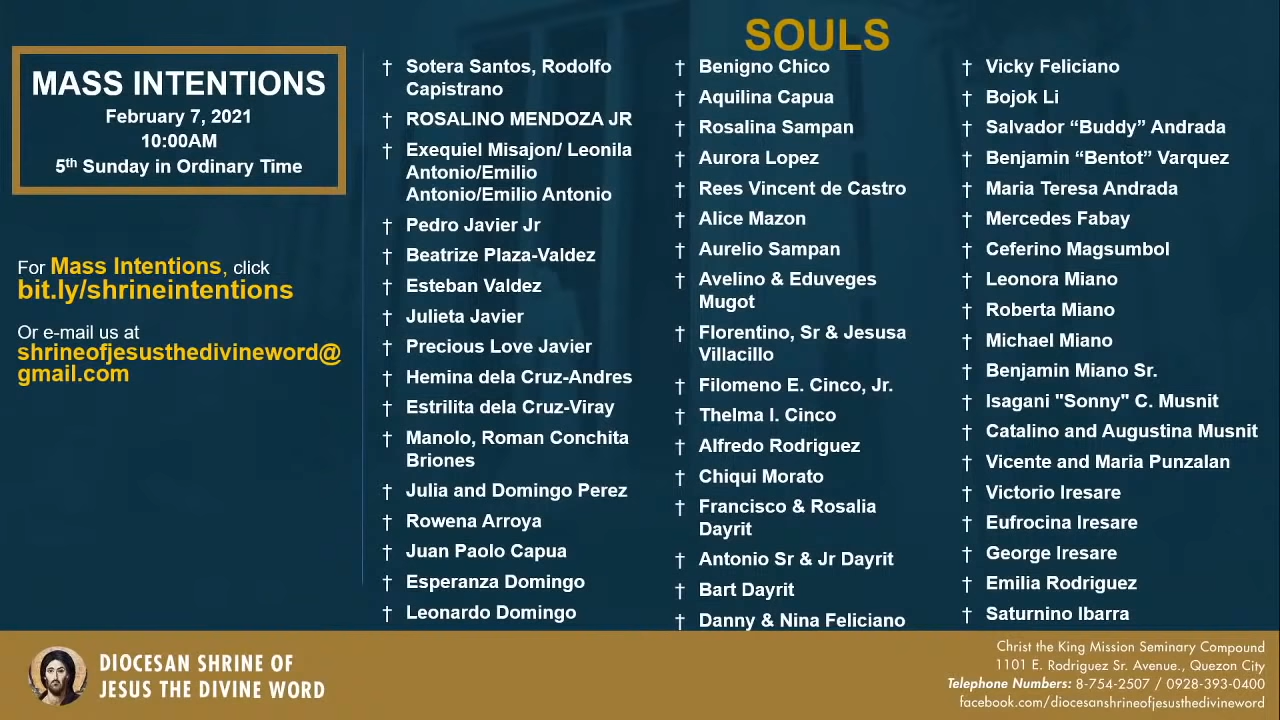 SOULS
MASS INTENTIONS
February 7, 2021
10:00AM
5th Sunday in Ordinary Time
For Mass Intentions, click
bit.ly/shrineintentions
Or e-mail us at
shrineofjesusthedivineword@
gmail.com
† Sotera Santos, Rodolfo
Capistrano
† ROSALINO MENDOZA JR
† Exequiel Misajon/ Leonila
Antonio/Emilio
Antonio/Emilio Antonio
† Pedro Javier Jr
† Beatrize Plaza-Valdez
† Esteban Valdez
† Julieta Javier
† Precious Love Javier
† Hemina dela Cruz-Andres
† Estrilita dela Cruz-Viray
† Manolo, Roman Conchita
Briones
† Julia and Domingo Perez
† Rowena Arroya
† Juan Paolo Capua
† Esperanza Domingo
† Leonardo Domingo
† Benigno Chico
† Aquilina Capua
† Rosalina Sampan
† Aurora Lopez
† Rees Vincent de Castro
† Alice Mazon
† Aurelio Sampan
† Avelino & Eduveges
Mugot
† Florentino, Sr & Jesusa
Villacillo
† Filomeno E. Cinco, Jr.
† Thelma I. Cinco
† Alfredo Rodriguez
† Chiqui Morato
† Francisco & Rosalia
Dayrit
† Antonio Sr & Jr Dayrit
† Bart Dayrit
† Danny & Nina Feliciano
† Vicky Feliciano
† Bojok Li
† Salvador “Buddy” Andrada
† Benjamin “Bentot” Varquez
† Maria Teresa Andrada
† Mercedes Fabay
† Ceferino Magsumbol
† Leonora Miano
† Roberta Miano
† Michael Miano
† Benjamin Miano Sr.
† Isagani "Sonny" C. Musnit
† Catalino and Augustina Musnit
† Vicente and Maria Punzalan
† Victorio Iresare
† Eufrocina Iresare
† George Iresare
† Emilia Rodriguez
† Saturnino Ibarra
DIOCESAN SHRINE OF
JESUS THE DIVINE WORD
Christ the King Mission Seminary Compound
1101 E. Rodriguez Sr. Avenue., Quezon City
Telephone Numbers: 8-754-2507 / 0928-393-0400
facebook.com/diocesanshrineofjesusthedivineword